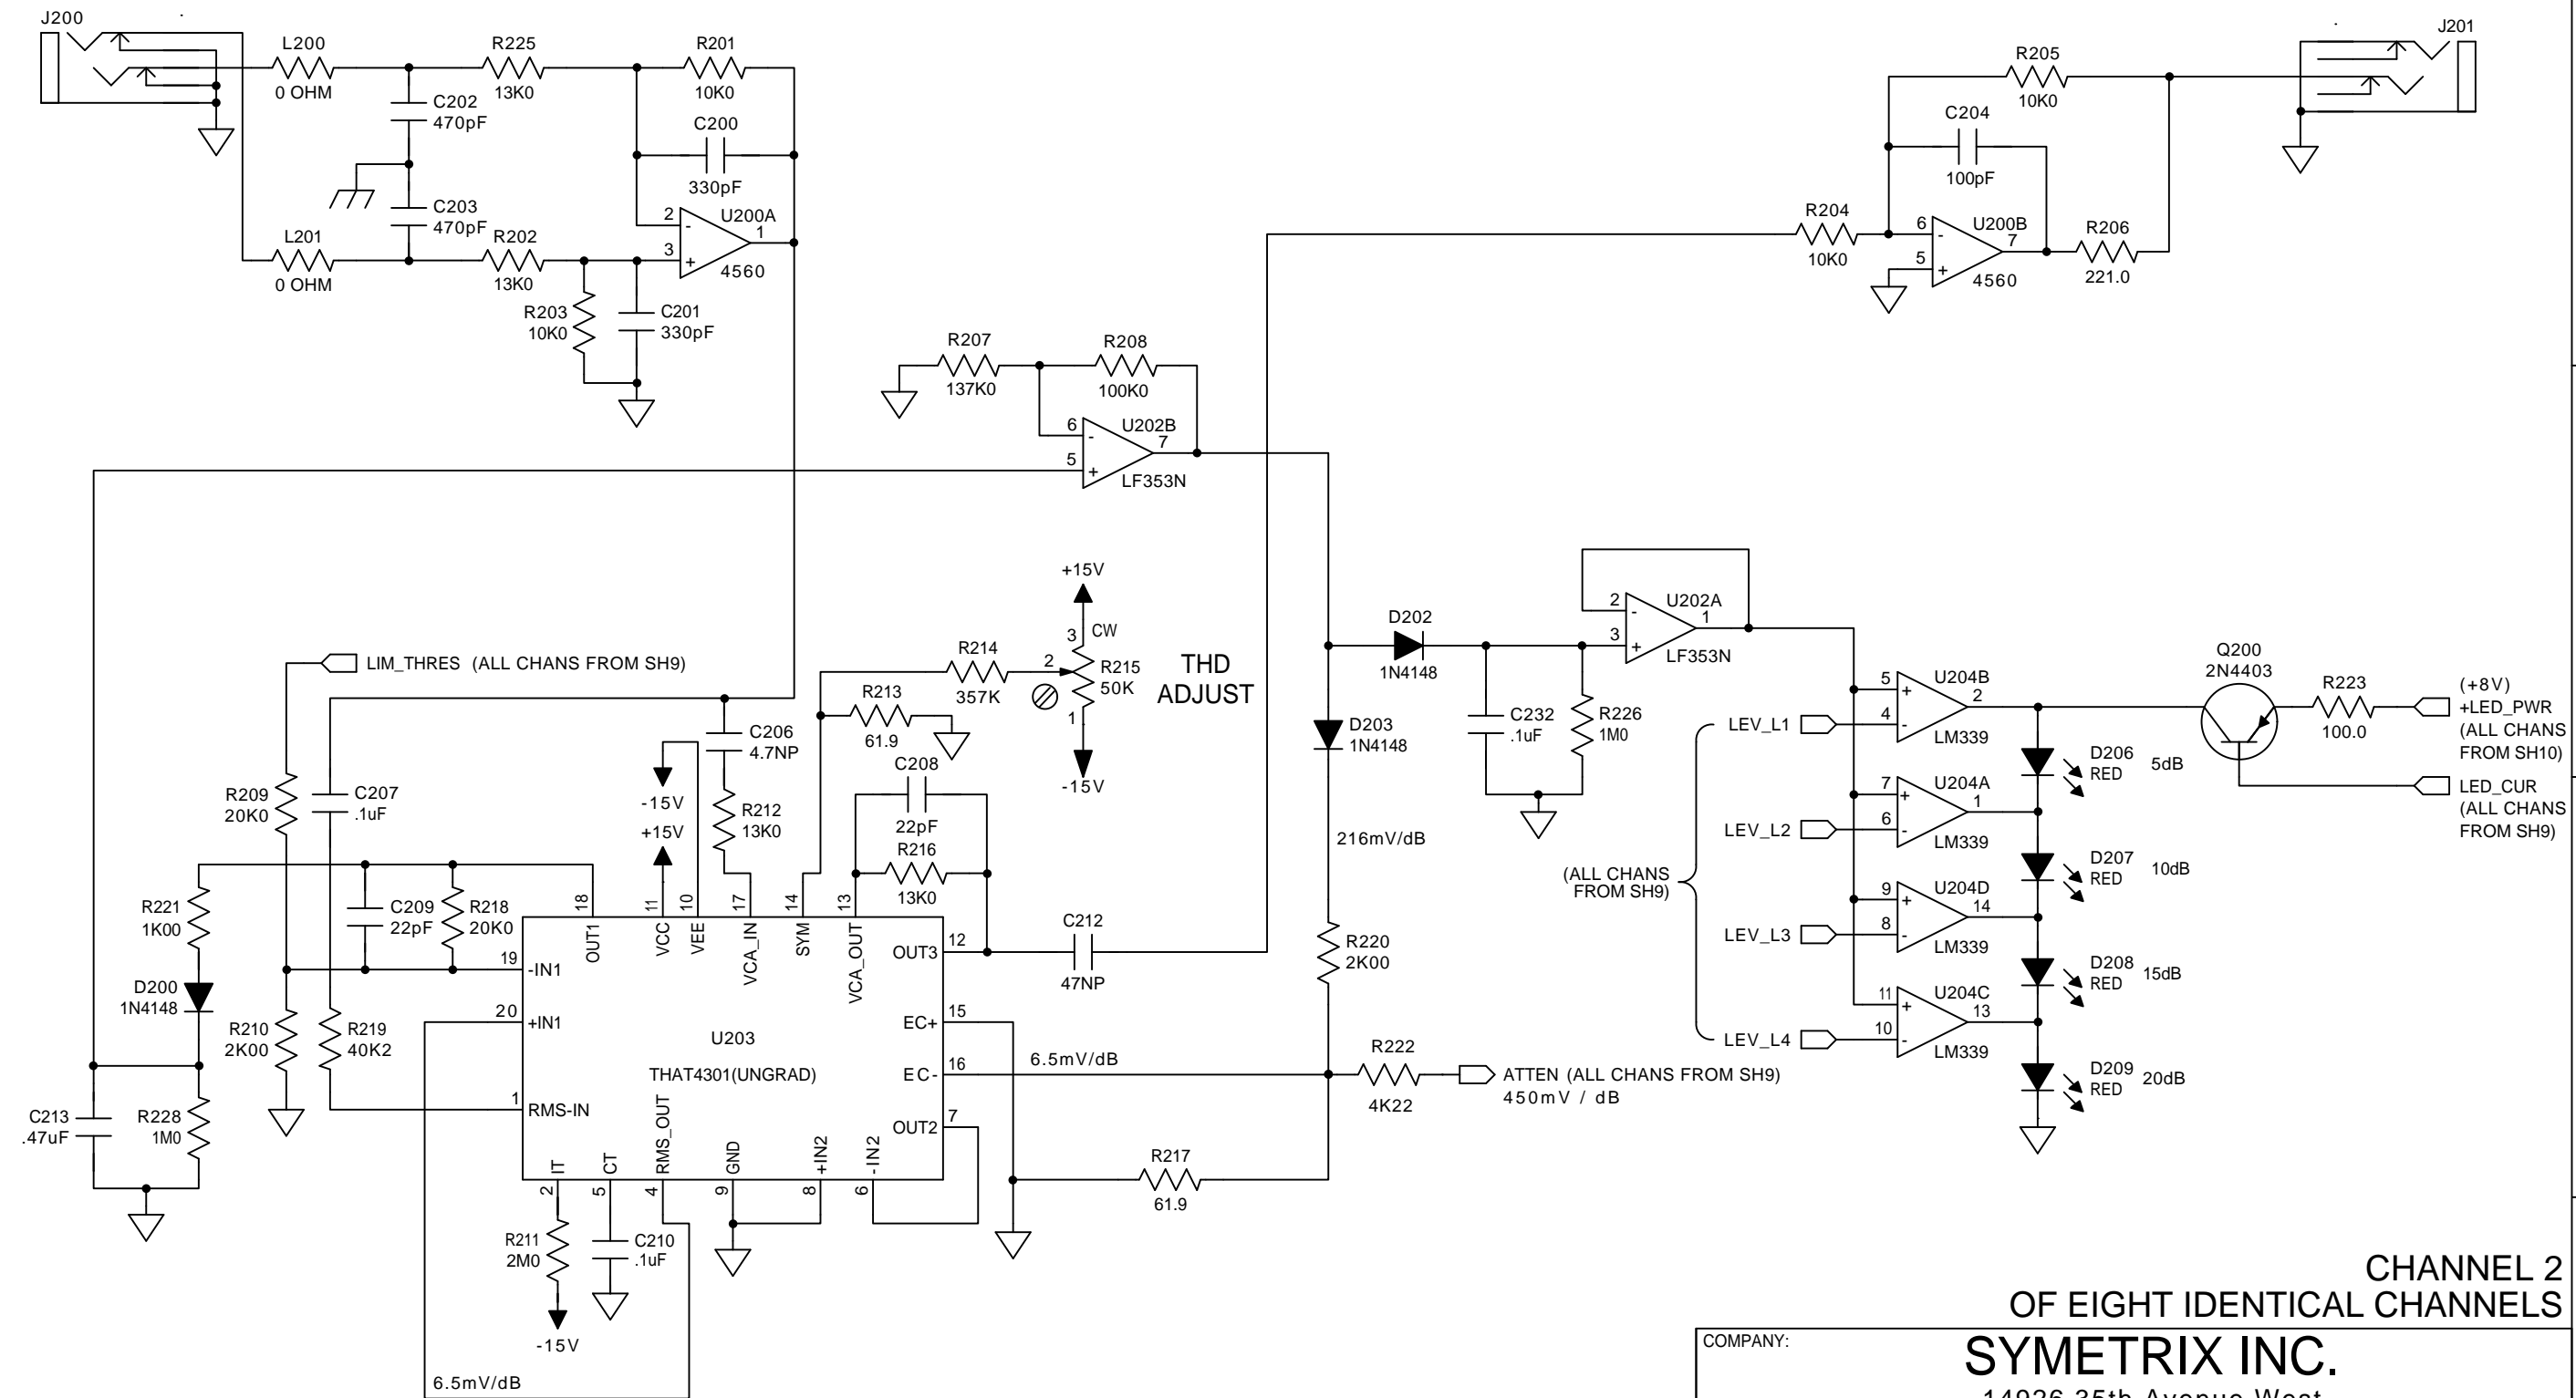 J200
L200
0 OHM
R225
13K0
R201
10K0
C202
470pF
C200
330pF
C203
470pF
L201
0 OHM
R202
13K0
2
3
-
+
U200A
1
4560
R203
10K0
C201
330pF
J201
R205
10K0
C204
100pF
R204
10K0
6
5
-
+
U200B
7
4560
R206
221.0
R207
137K0
R208
100K0
6
5
-
+
U202B
7
LF353N
+15V
3
CW
2
R215
50K
1
-15V
THD
ADJUST
R214
357K
R213
61.9
LIM_THRES (ALL CHANS FROM SH9)
C206
4.7NP
-15V
+15V
R212
13K0
C208
22pF
R216
13K0
R209
20K0
C207
.1uF
R221
1K00
C209
22pF
R218
20K0
D200
1N4148
R210
2K00
R219
40K2
C213
.47uF
R228
1M0
18
11
10
17
14
13
OUT1
VCC
VEE
VCA_IN
SYM
VCA_OUT
19
-IN1
20
+IN1
1
RMS-IN
U203
THAT4301(UNGRAD)
OUT3
12
EC+
15
EC-
16
OUT2
7
IT
CT
RMS_OUT
GND
+IN2
-IN2
2
5
4
9
8
6
C212
47NP
6.5mV/dB
R211
2M0
-15V
C210
.1uF
6.5mV/dB
R217
61.9
D202
1N4148
D203
1N4148
216mV/dB
R220
2K00
R222
4K22
ATTEN (ALL CHANS FROM SH9)
450mV / dB
C232
.1uF
R226
1M0
2
3
-
+
U202A
1
LF353N
LEV_L1
LEV_L2
LEV_L3
LEV_L4
(ALL CHANS
FROM SH9)
5
4
+
-
U204B
2
LM339
7
6
+
-
U204A
1
LM339
9
8
+
-
U204D
14
LM339
11
10
+
-
U204C
13
LM339
D206
RED
5dB
D207
RED
10dB
D208
RED
15dB
D209
RED
20dB
Q200
2N4403
R223
100.0
(+8V)
+LED_PWR
(ALL CHANS
FROM SH10)
LED_CUR
(ALL CHANS
FROM SH9)
CHANNEL 2
OF EIGHT IDENTICAL CHANNELS
COMPANY:
SYMETRIX INC.
14926 35th Avenue West